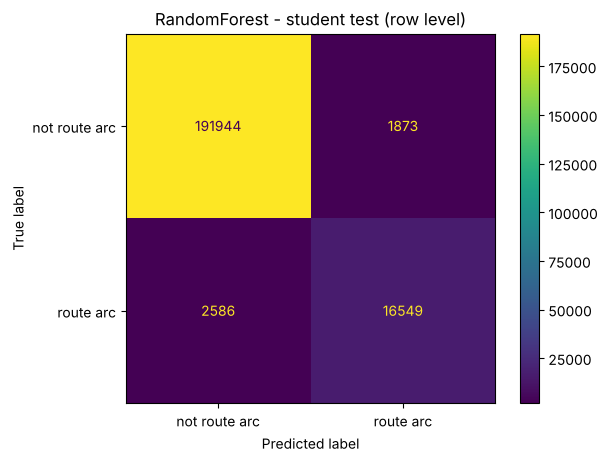 RandomForest - student test (row level)
True label
not route arc
191944
1873
route arc
2586
16549
not route arc
route arc
Predicted label
175000
150000
125000
100000
75000
50000
25000